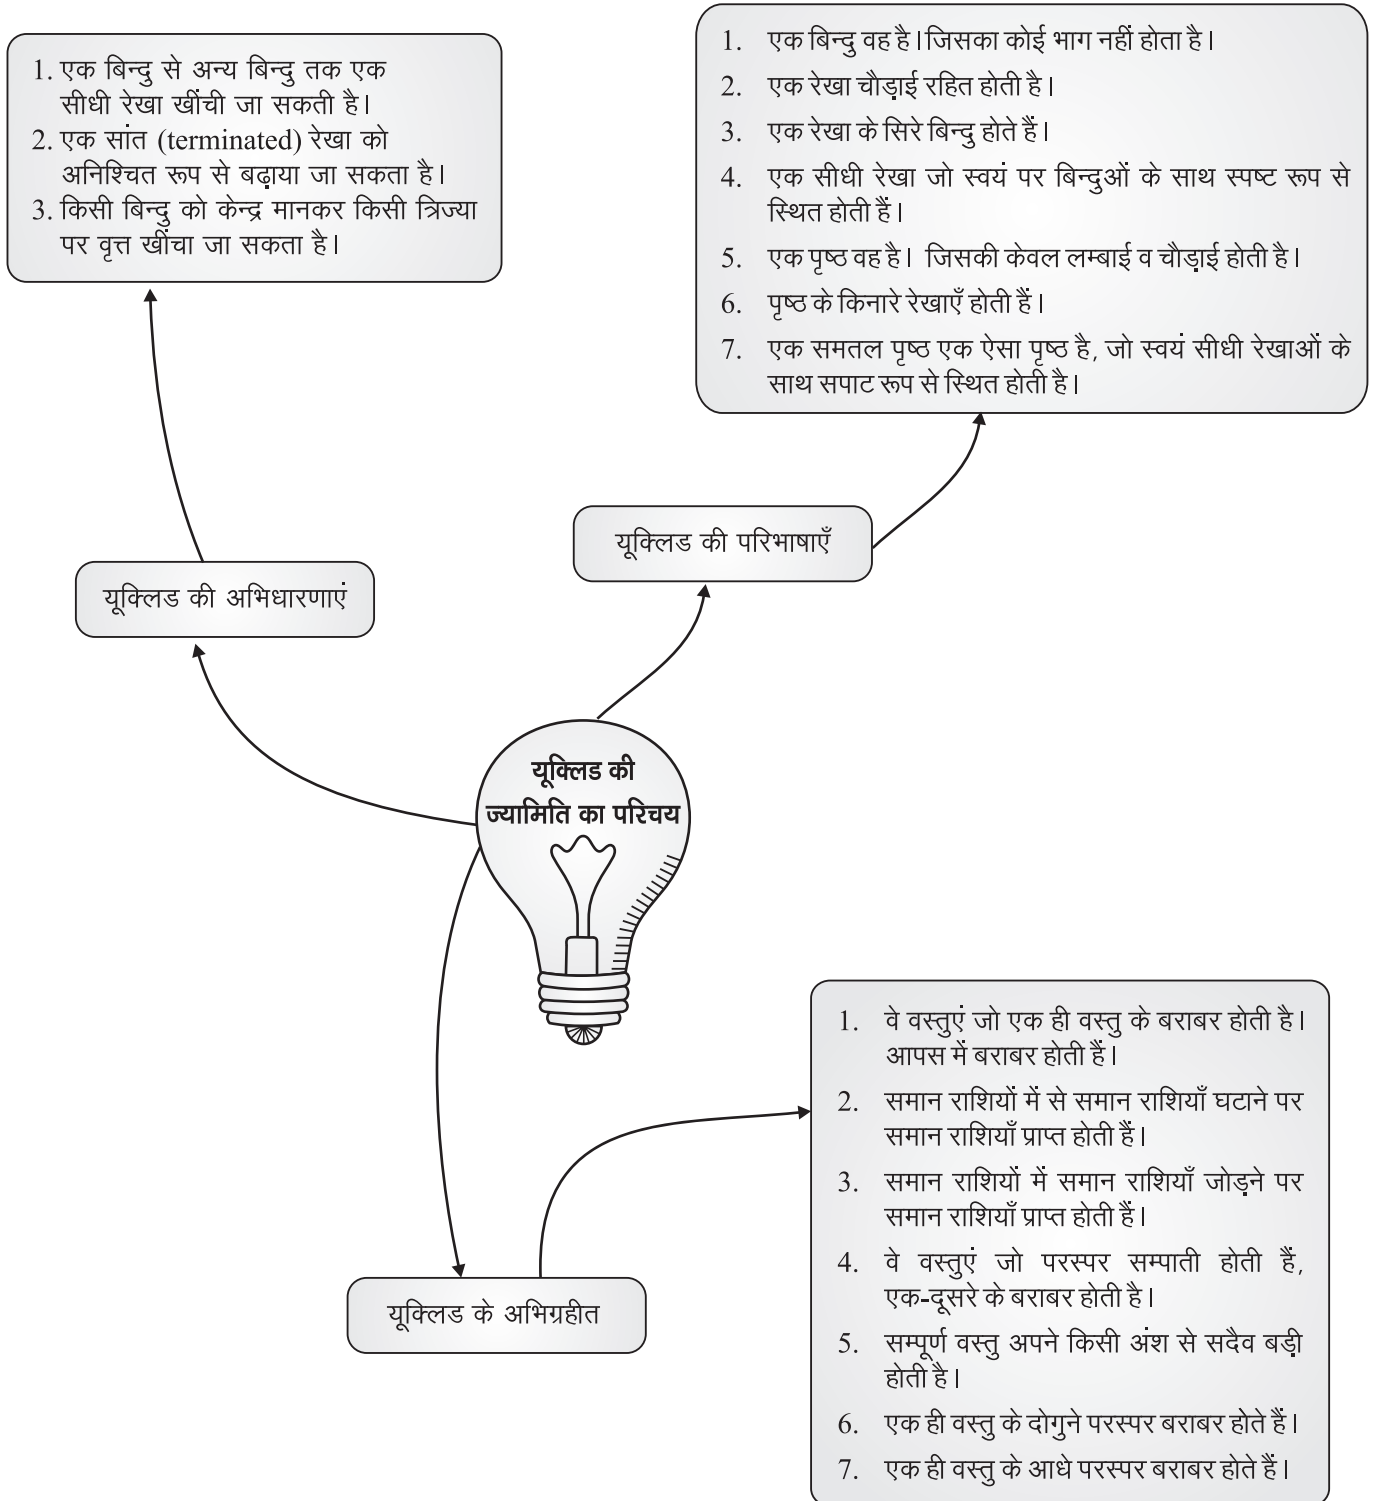 1. एक बिन्दु से अन्य बिन्दु तक एक
सीधी रेखा खींची जा सकती है।
2. एक सांत (terminated) रेखा को
अनिश्चित रूप से बढ़ाया जा सकता है।
3. किसी बिन्दु को केन्द्र मानकर किसी त्रिज्या
पर वृत्त खींचा जा सकता है।
1. एक बिन्दु वह है। जिसका कोई भाग नहीं होता है।
2. एक रेखा चौड़ाई रहित होती है।
3. एक रेखा के सिरे बिन्दु होते हैं।
4. एक सीधी रेखा जो स्वयं पर बिन्दुओं के साथ स्पष्ट रूप से
स्थित होती हैं।
5. एक पृष्ठ वह है। जिसकी केवल लम्बाई व चौड़ाई होती है।
6. पृष्ठ के किनारे रेखाएँ होती हैं।
7. एक समतल पृष्ठ एक ऐसा पृष्ठ है, जो स्वयं सीधी रेखाओं के
साथ सपाट रूप से स्थित होती है।
यूक्लिड की परिभाषाएँ
यूक्लिड की अभिधारणाएं
यूक्लिड की
ज्यामिति का परिचय
यूक्लिड के अभिग्रहीत
1. वे वस्तुएं जो एक ही वस्तु के बराबर होती है।
आपस में बराबर होती हैं।
2. समान राशियों में से समान राशियाँ घटाने पर
समान राशियाँ प्राप्त होती हैं।
3. समान राशियों में समान राशियाँ जोड़ने पर
समान राशियाँ प्राप्त होती हैं।
4. वे वस्तुएं जो परस्पर सम्पाती होती हैं,
एक-दूसरे के बराबर होती है।
5. सम्पूर्ण वस्तु अपने किसी अंश से सदैव बड़ी
होती है।
6. एक ही वस्तु के दोगुने परस्पर बराबर होते हैं।
7. एक ही वस्तु के आधे परस्पर बराबर होते हैं।